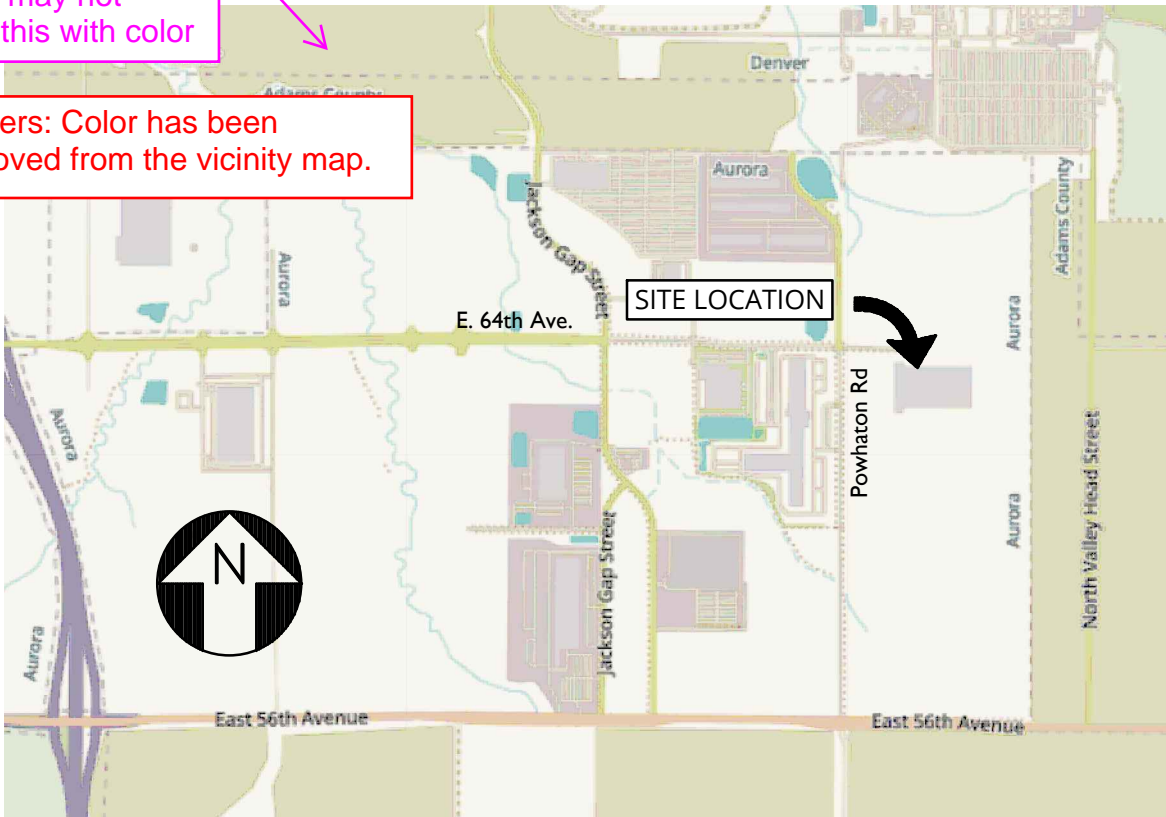 may not
this with color
Denver
Adams County
ers: Color has been
oved from the vicinity map.
Aurora
Adams County
Jackson Gap Street
Aurora
SITE LOCATION
E. 64th Ave.
Aurora
Powhaton Rd
Aurora
North Valley Head Street
Aurora
N
Jackson Gap Street
Aurora
East 56th Avenue
East 56th Avenue